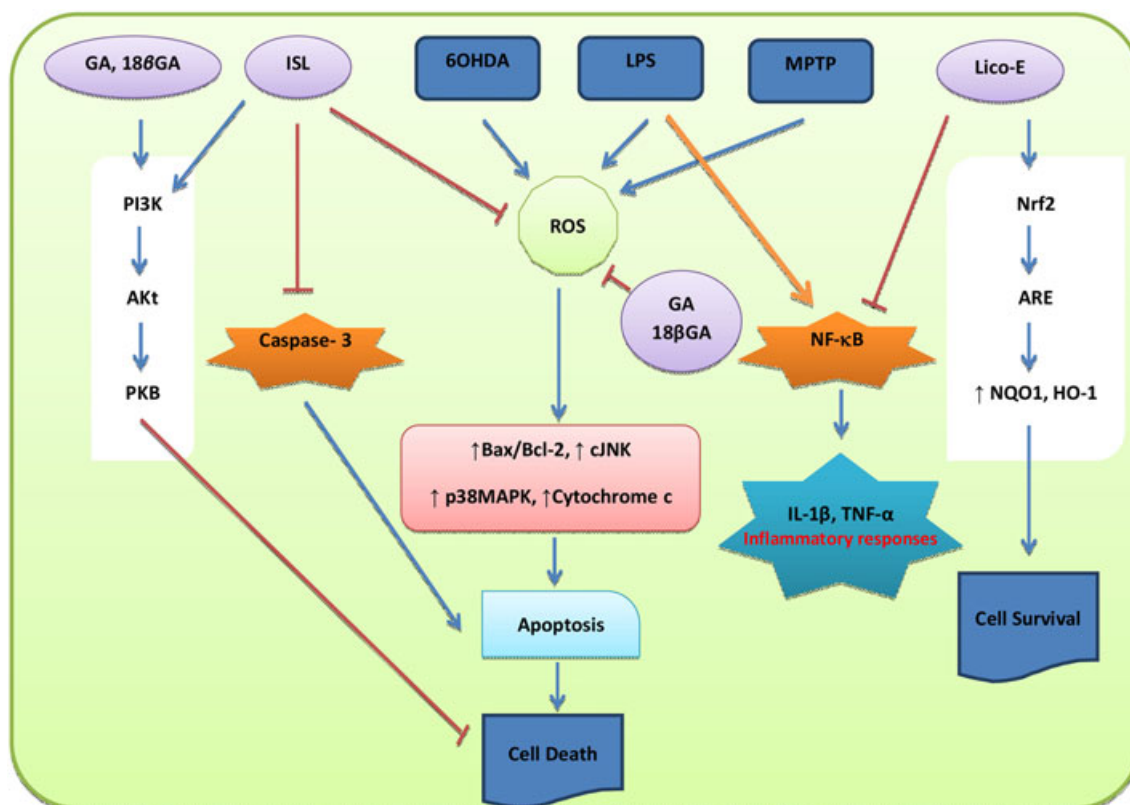 GA, 18βGA
ISL
6OHDA
LPS
MPTP
Lico-E
PI3K
ROS
Nrf2
AKt
GA
18βGA
ARE
Caspase- 3
NF-κB
PKB
↑ NQO1, HO-1
↑Bax/Bcl-2, ↑ cJNK
↑ p38MAPK, ↑Cytochrome c
IL-1β, TNF-α
Inflammatory responses
Apoptosis
Cell Survival
Cell Death